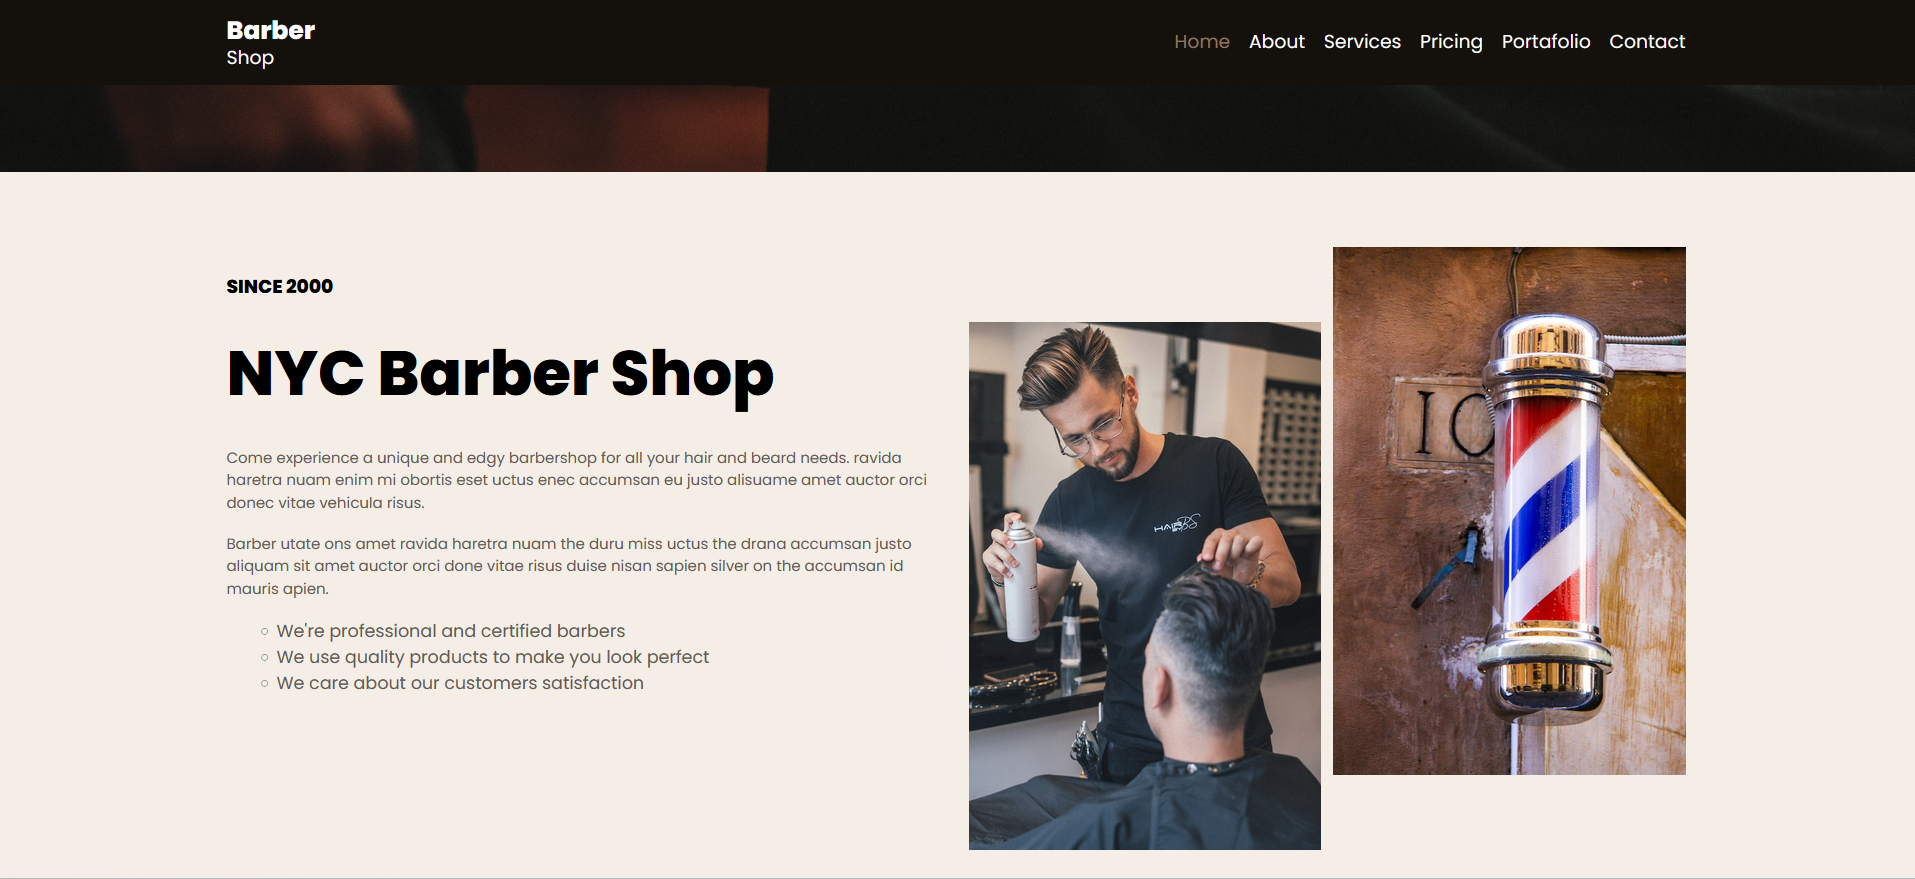 Barber
Shop
Home About Services Pricing Portafolio Contact
SINCE 2000
NYC Barber Shop
Come experience a unique and edgy barbershop for all your hair and beard needs. ravida
haretra nuam enim mi obortis eset uctus enec accumsan eu justo alisuame amet auctor orci
donec vitae vehicula risus.
Barber utate ons amet ravida haretra nuam the duru miss uctus the drana accumsan justo
aliquam sit amet auctor orci done vitae risus duise nisan sapien silver on the accumsan id
mauris apien.
We're professional and certified barbers
We use quality products to make you look perfect
We care about our customers satisfaction
HAIR BS
BY